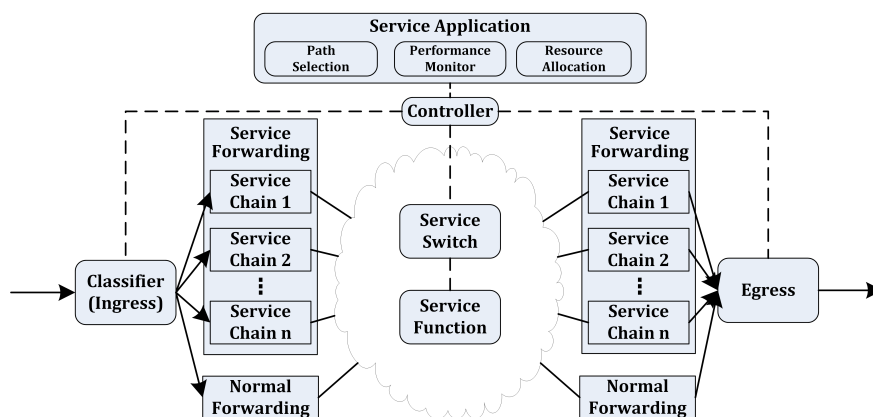 Service Application
Path
Selection
Performance
Monitor
Resource
Allocation
Controller
Service
Forwarding
Service
Chain 1
Service
Chain 2
Service
Chain n
Normal
Forwarding
Classifier
(Ingress)
Service
Switch
Service
Function
Service
Forwarding
Service
Chain 1
Service
Chain 2
Service
Chain n
Normal
Forwarding
Egress